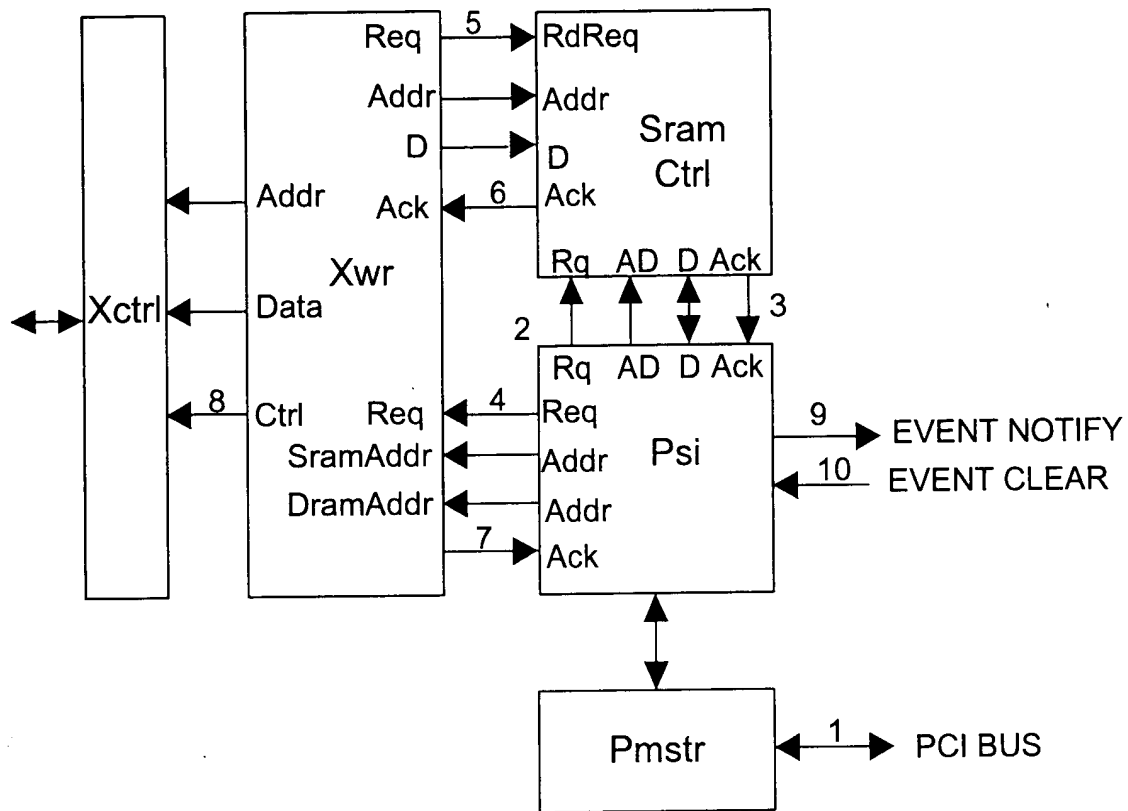 Req 5 RdReq
Addr Addr
D D
Sram
Ctrl
Addr Ack 6 Ack
Xwr
Rq AD D Ack
Xctrl Data
2 3
Rq AD D Ack
8 Ctrl Req 4 Req
Psi
9 EVENT NOTIFY
SramAddr Addr
10 EVENT CLEAR
DramAddr Addr
7 Ack
Pmstr 1 PCI BUS